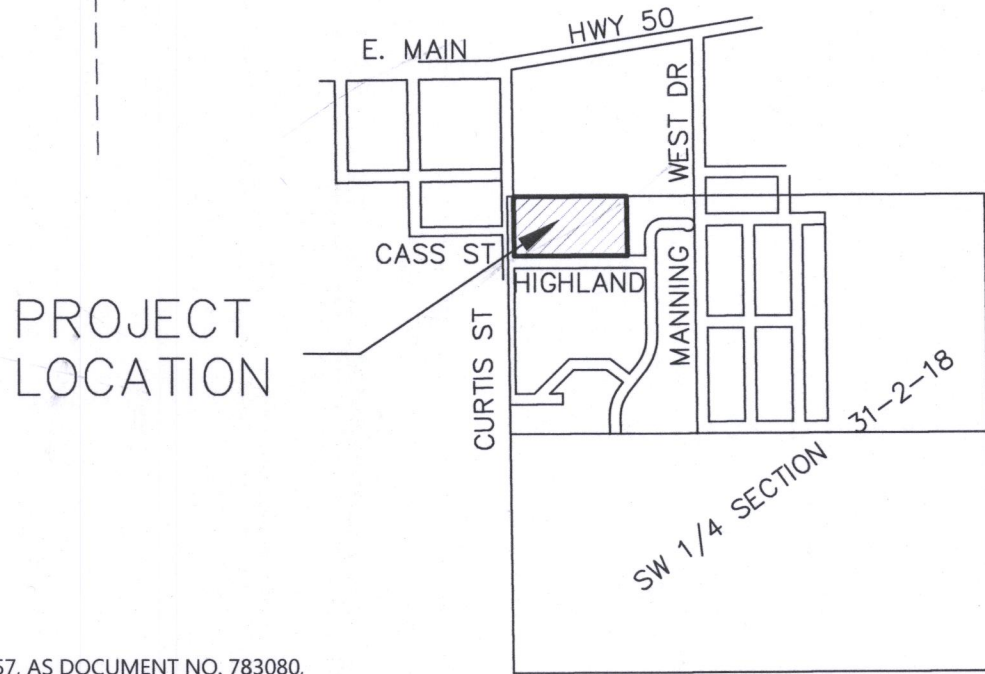 E. MAIN
HWY 50
WEST DR
CASS ST
HIGHLAND
MANNING
CURTIS ST
PROJECT
LOCATION
SW 1/4 SECTION 31-2-18
57, AS DOCUMENT NO. 783080,